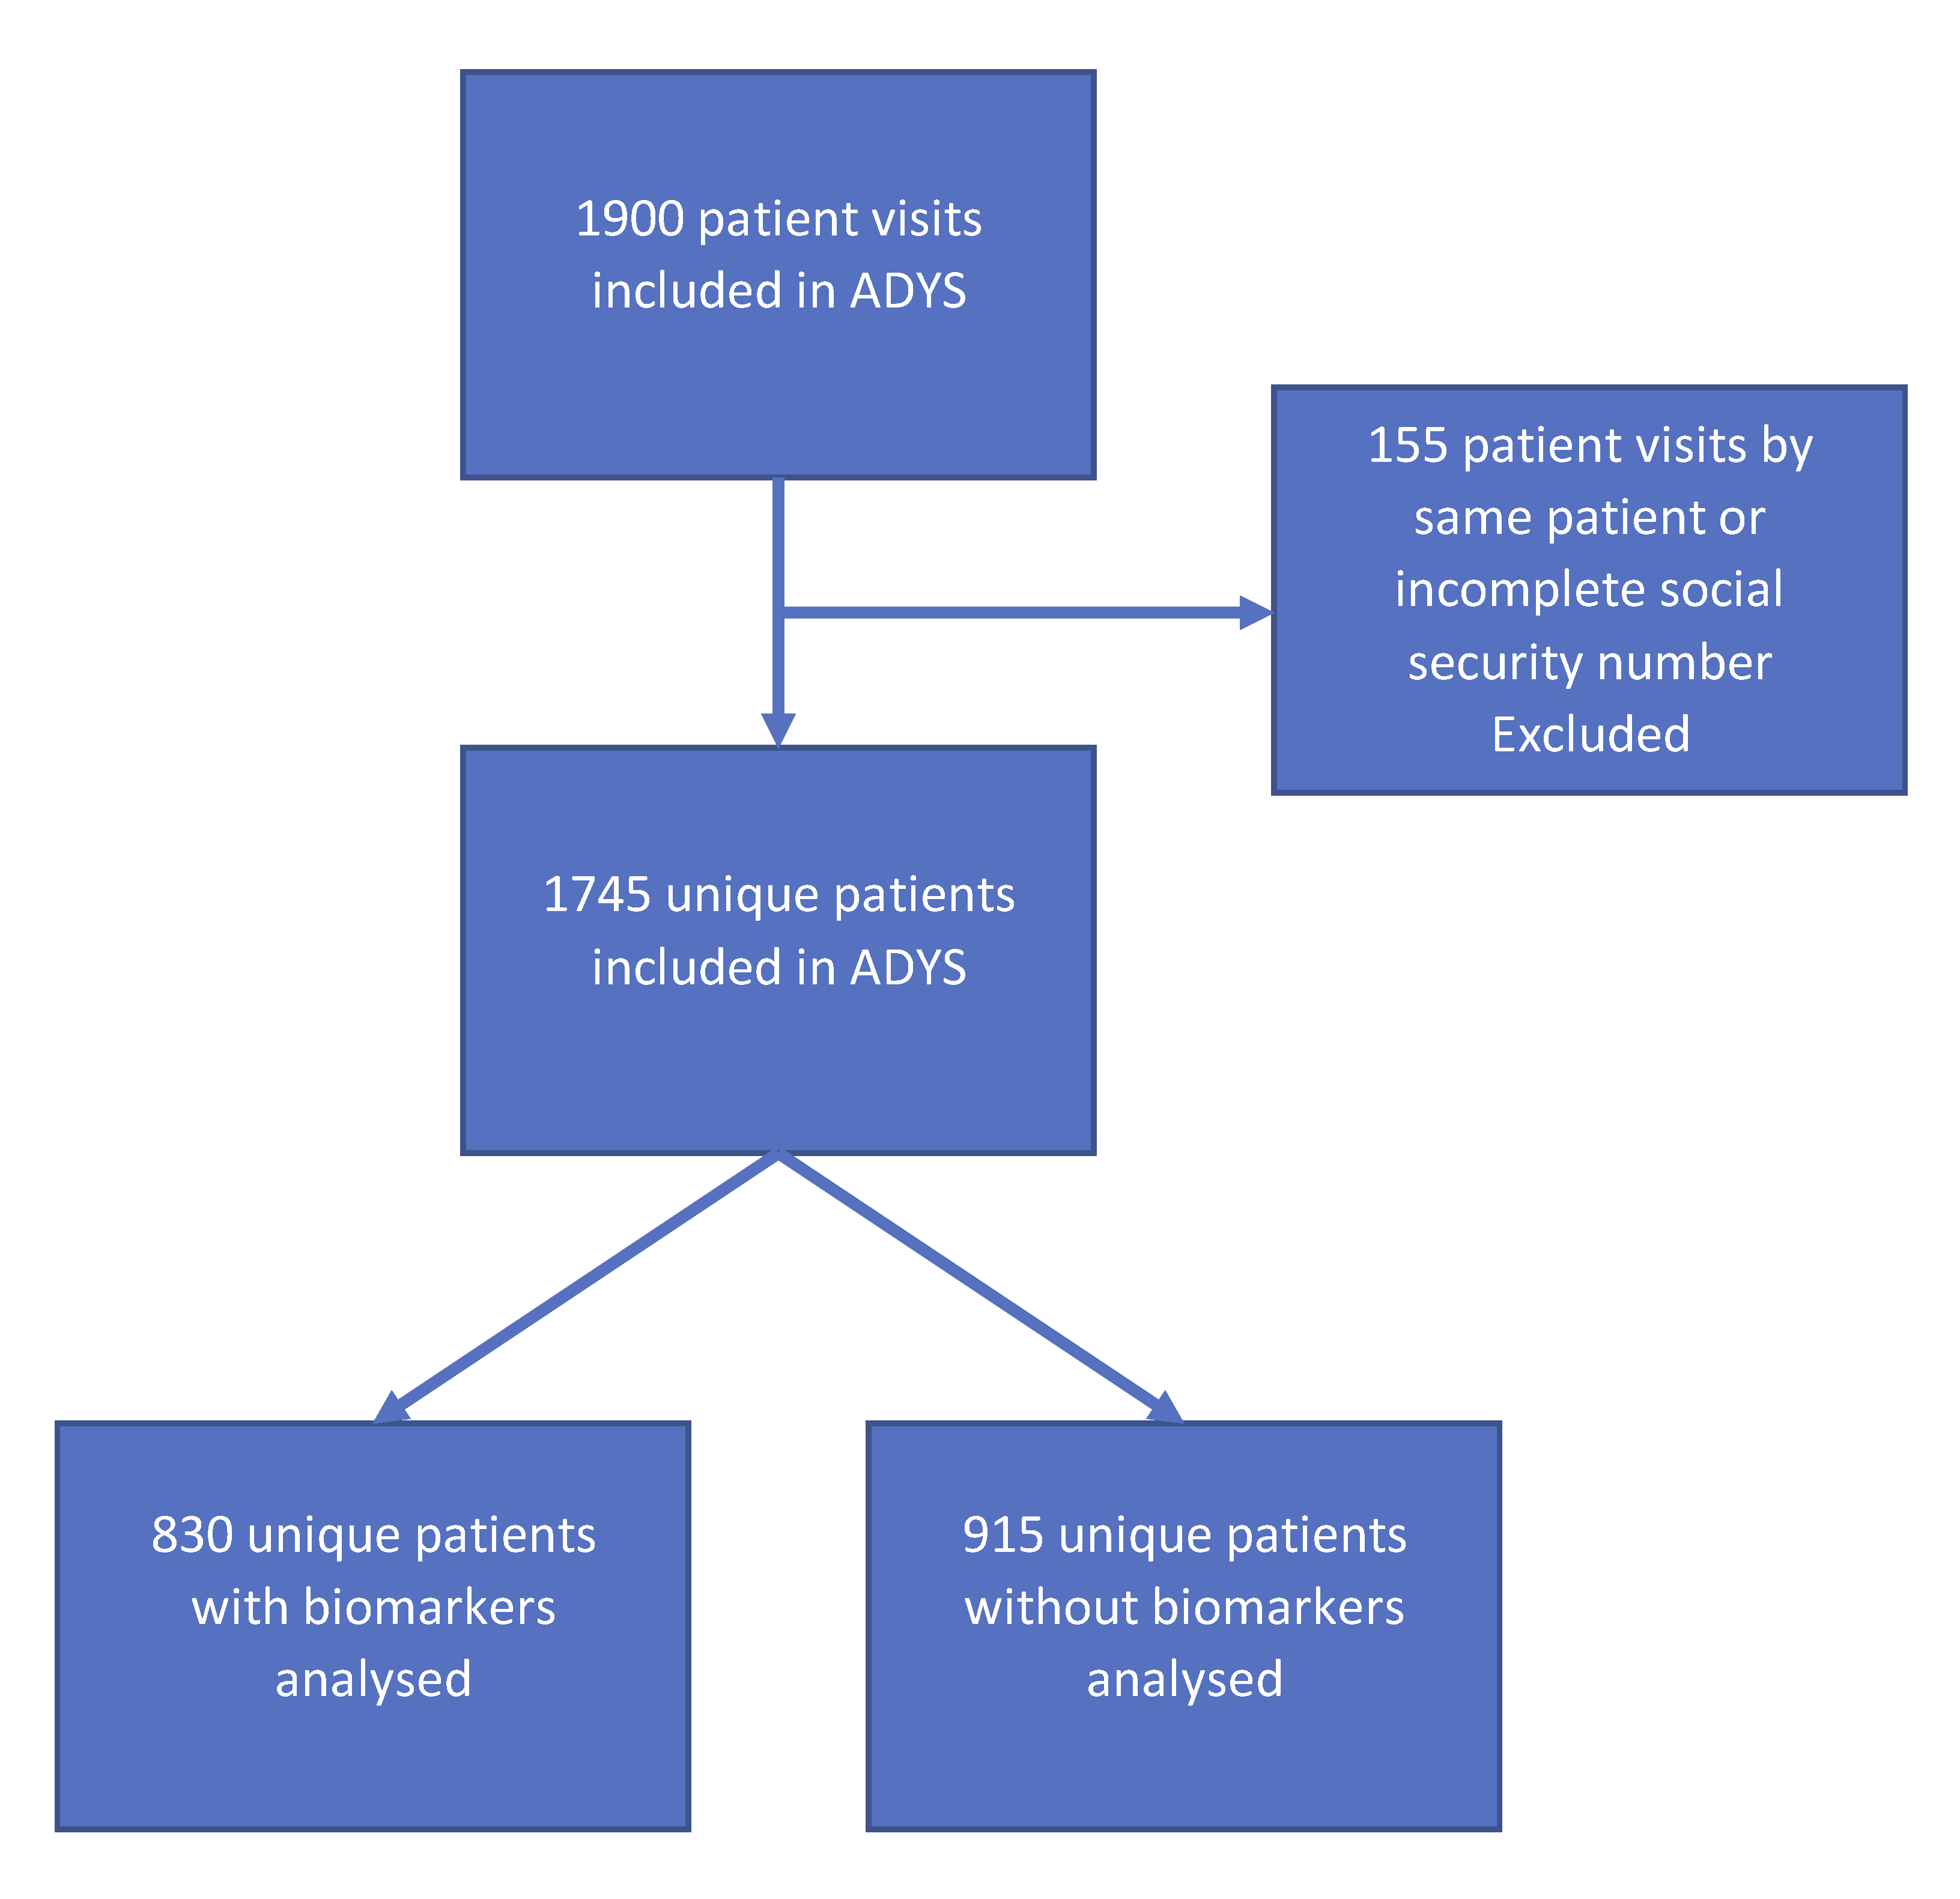 1900 patient visits
included in ADYS
155 patient visits by
same patient or
incomplete social
security number
Excluded
1745 unique patients
included in ADYS
830 unique patients
with biomarkers
analysed
915 unique patients
without biomarkers
analysed